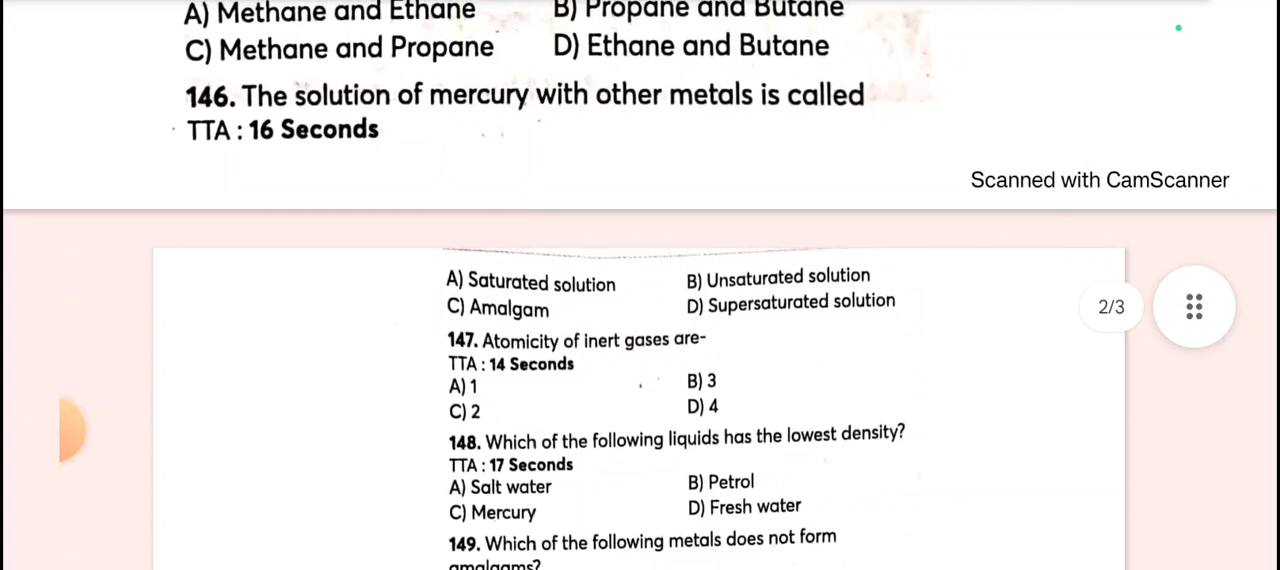 A) Methane and Ethane B) Propane and Butane
C) Methane and Propane D) Ethane and Butane
146. The solution of mercury with other metals is called
TTA : 16 Seconds
Scanned with CamScanner
A) Saturated solution B) Unsaturated solution
C) Amalgam D) Supersaturated solution
2/3
147. Atomicity of inert gases are-
TTA : 14 Seconds
A) 1 B) 3
C) 2 D) 4
148. Which of the following liquids has the lowest density?
TTA : 17 Seconds
A) Salt water B) Petrol
C) Mercury D) Fresh water
149. Which of the following metals does not form
amalgams?